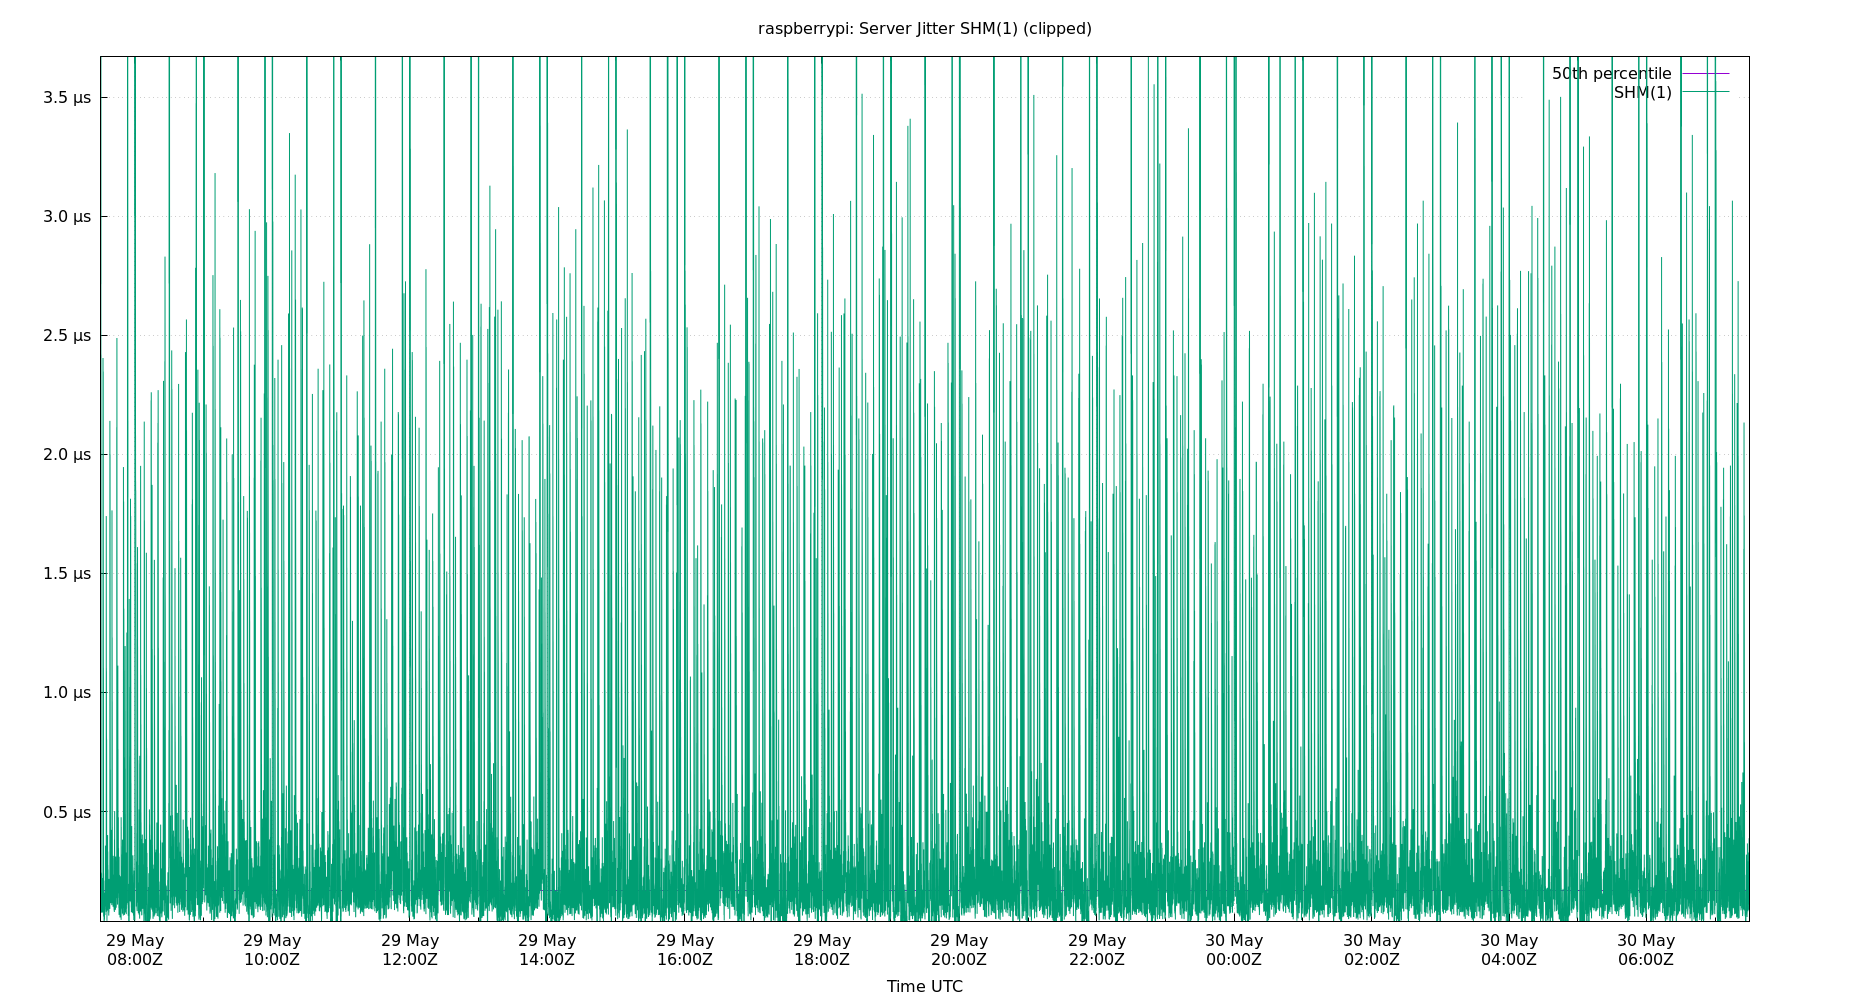 raspberrypi: Server Jitter SHM(1) (clipped)
50th percentile
SHM(1)
3.5 µs
3.0 µs
2.5 µs
2.0 µs
1.5 µs
1.0 µs
0.5 µs
29 May 29 May 29 May 29 May 29 May 29 May 29 May 29 May 30 May 30 May 30 May 30 May
08:00Z 10:00Z 12:00Z 14:00Z 16:00Z 18:00Z 20:00Z 22:00Z 00:00Z 02:00Z 04:00Z 06:00Z
Time UTC